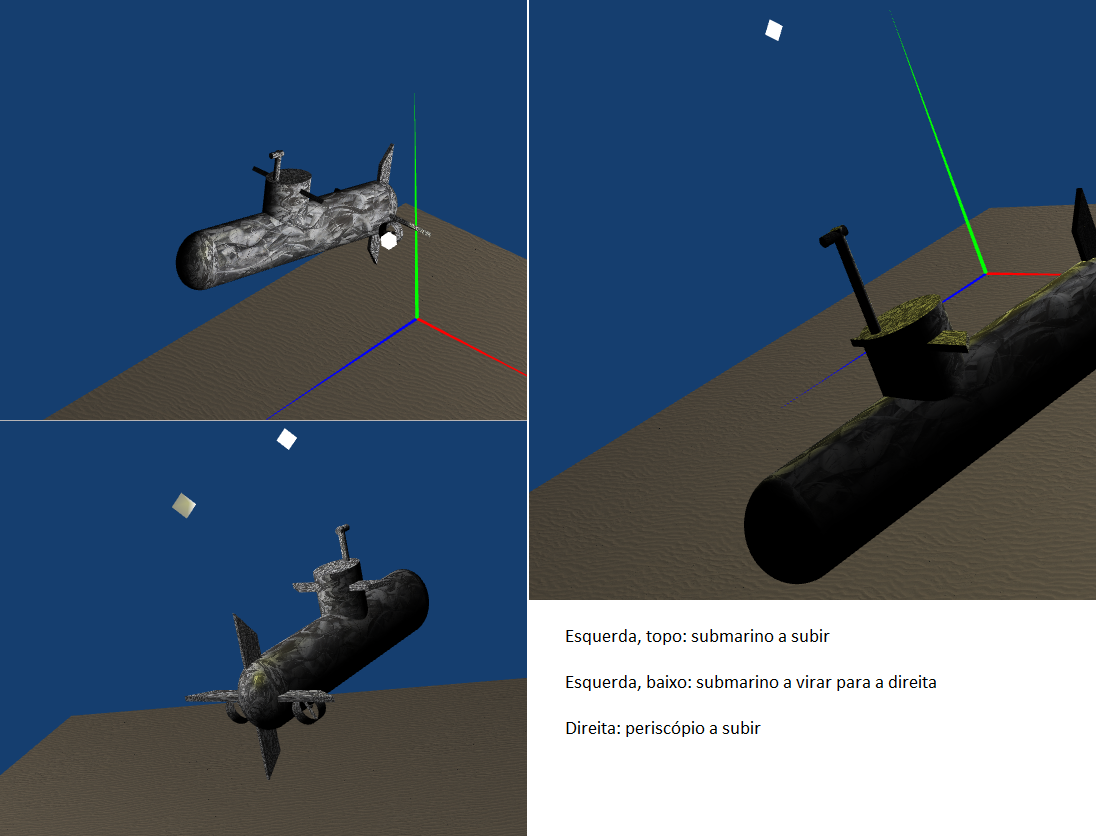 Esquerda, topo: submarino a subir
Esquerda, baixo: submarino a virar para a direita
Direita: periscópio a subir